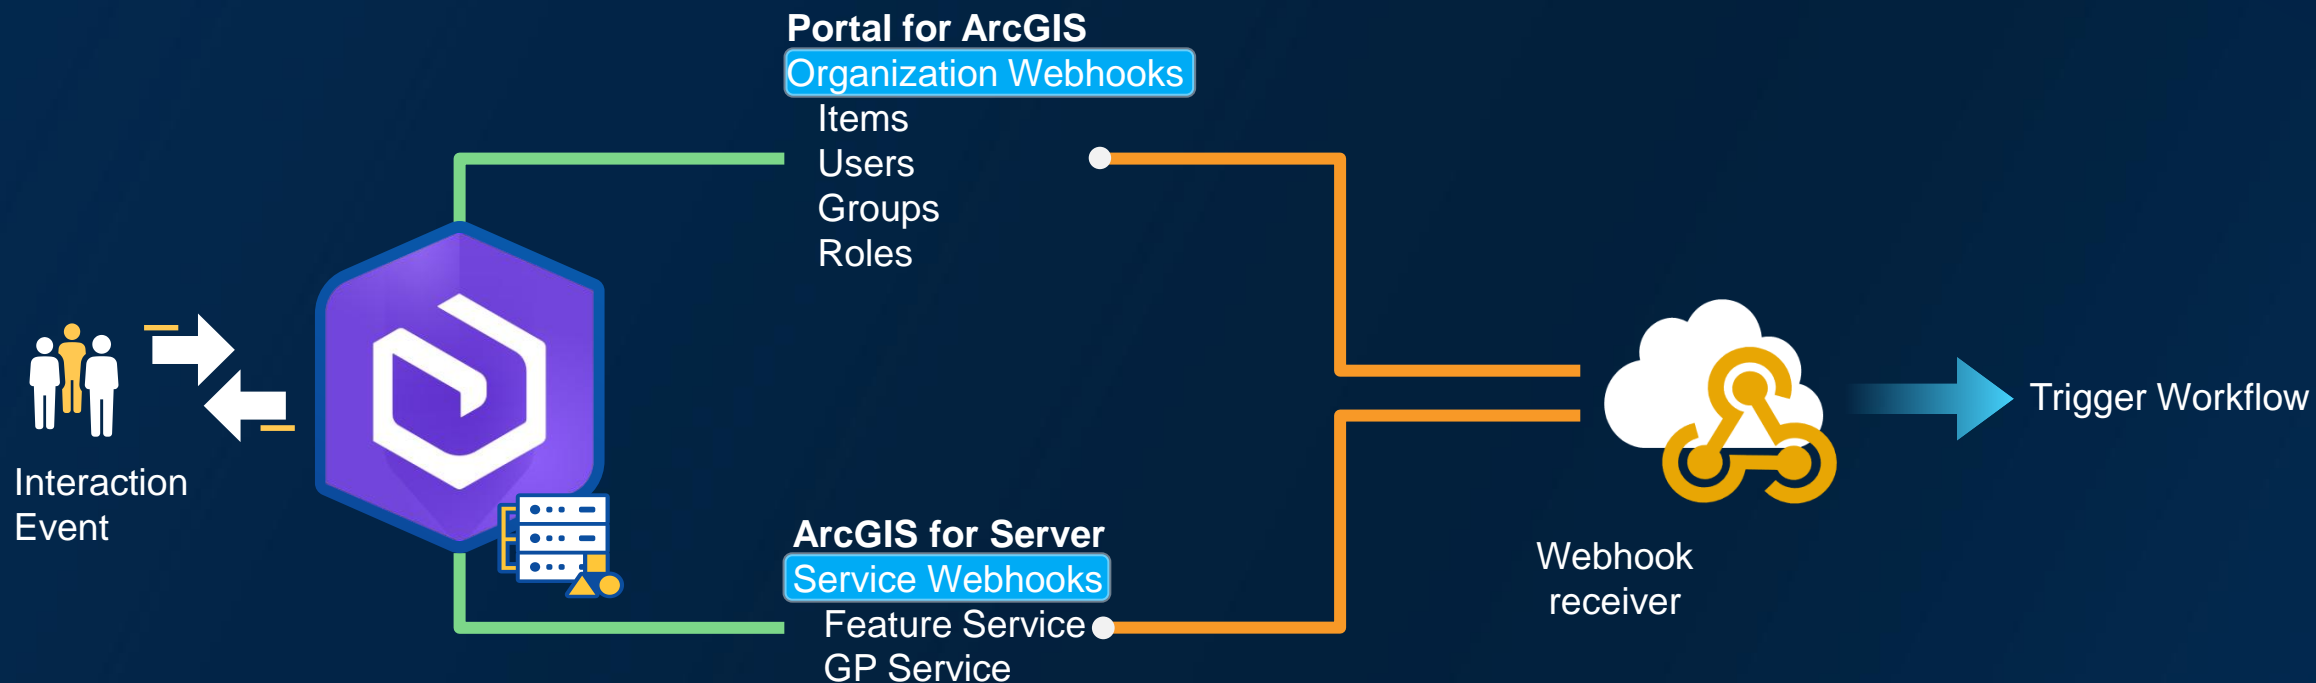 Portal for ArcGIS
Organization Webhooks
Items
Users
Groups
Roles
Interaction
Event
ArcGIS for Server
Service Webhooks
Feature Service
GP Service
Webhook
receiver
Trigger Workflow